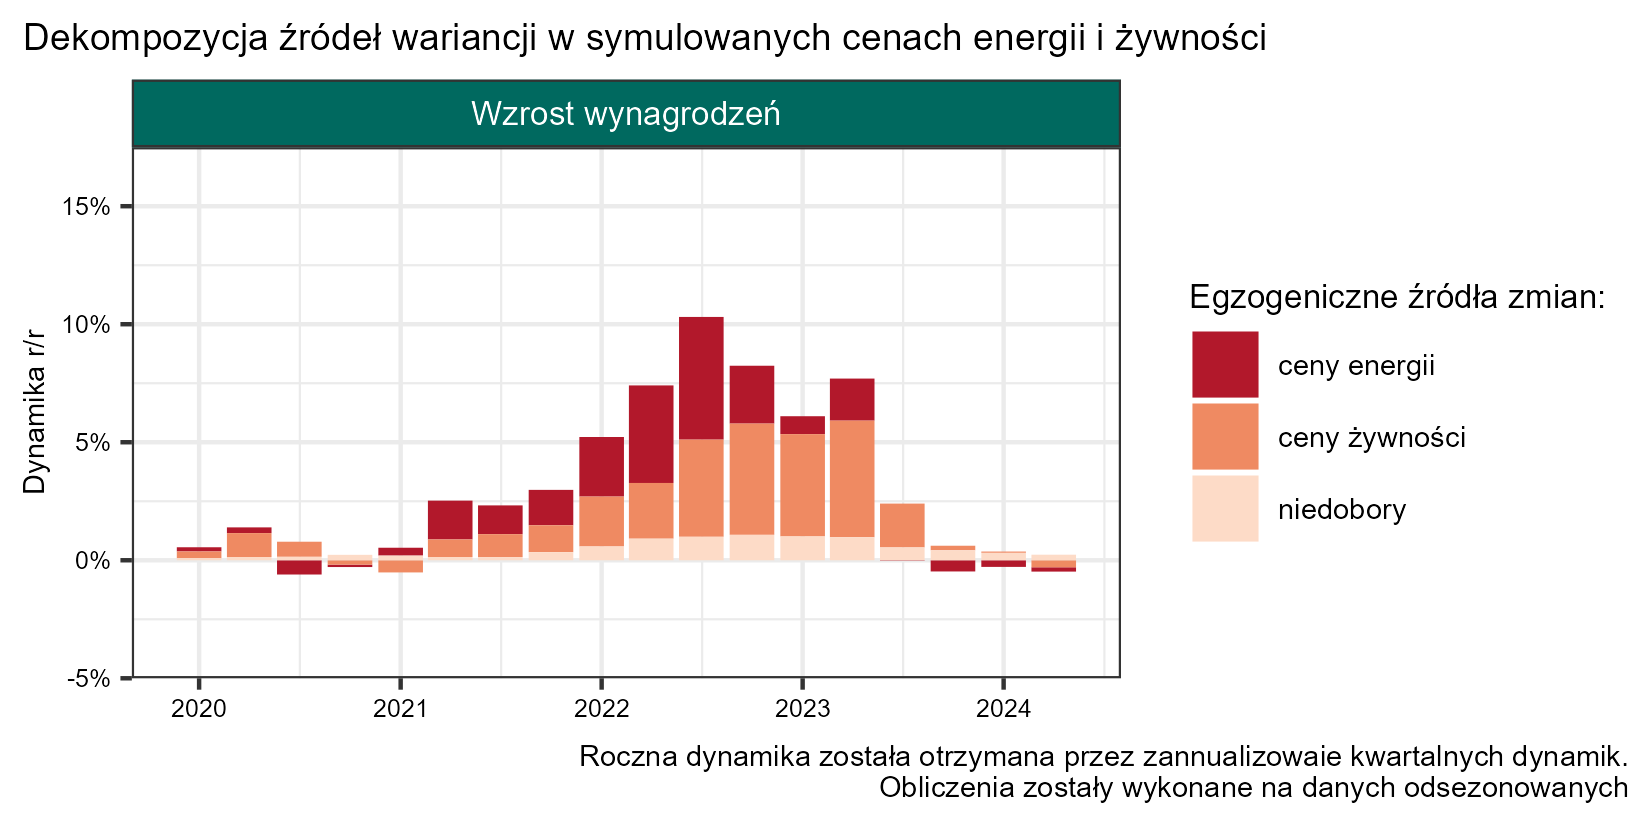 Dekompozycja źródeł wariancji w symulowanych cenach energii i żywności
Wzrost wynagrodzeń
15%
10%
5%
0%
-5%
Dynamika r/r
2020
2021
2022
2023
2024
Egzogeniczne źródła zmian:
ceny energii
ceny żywności
niedobory
Roczna dynamika została otrzymana przez zannualizowaie kwartalnych dynamik.
Obliczenia zostały wykonane na danych odsezonowanych